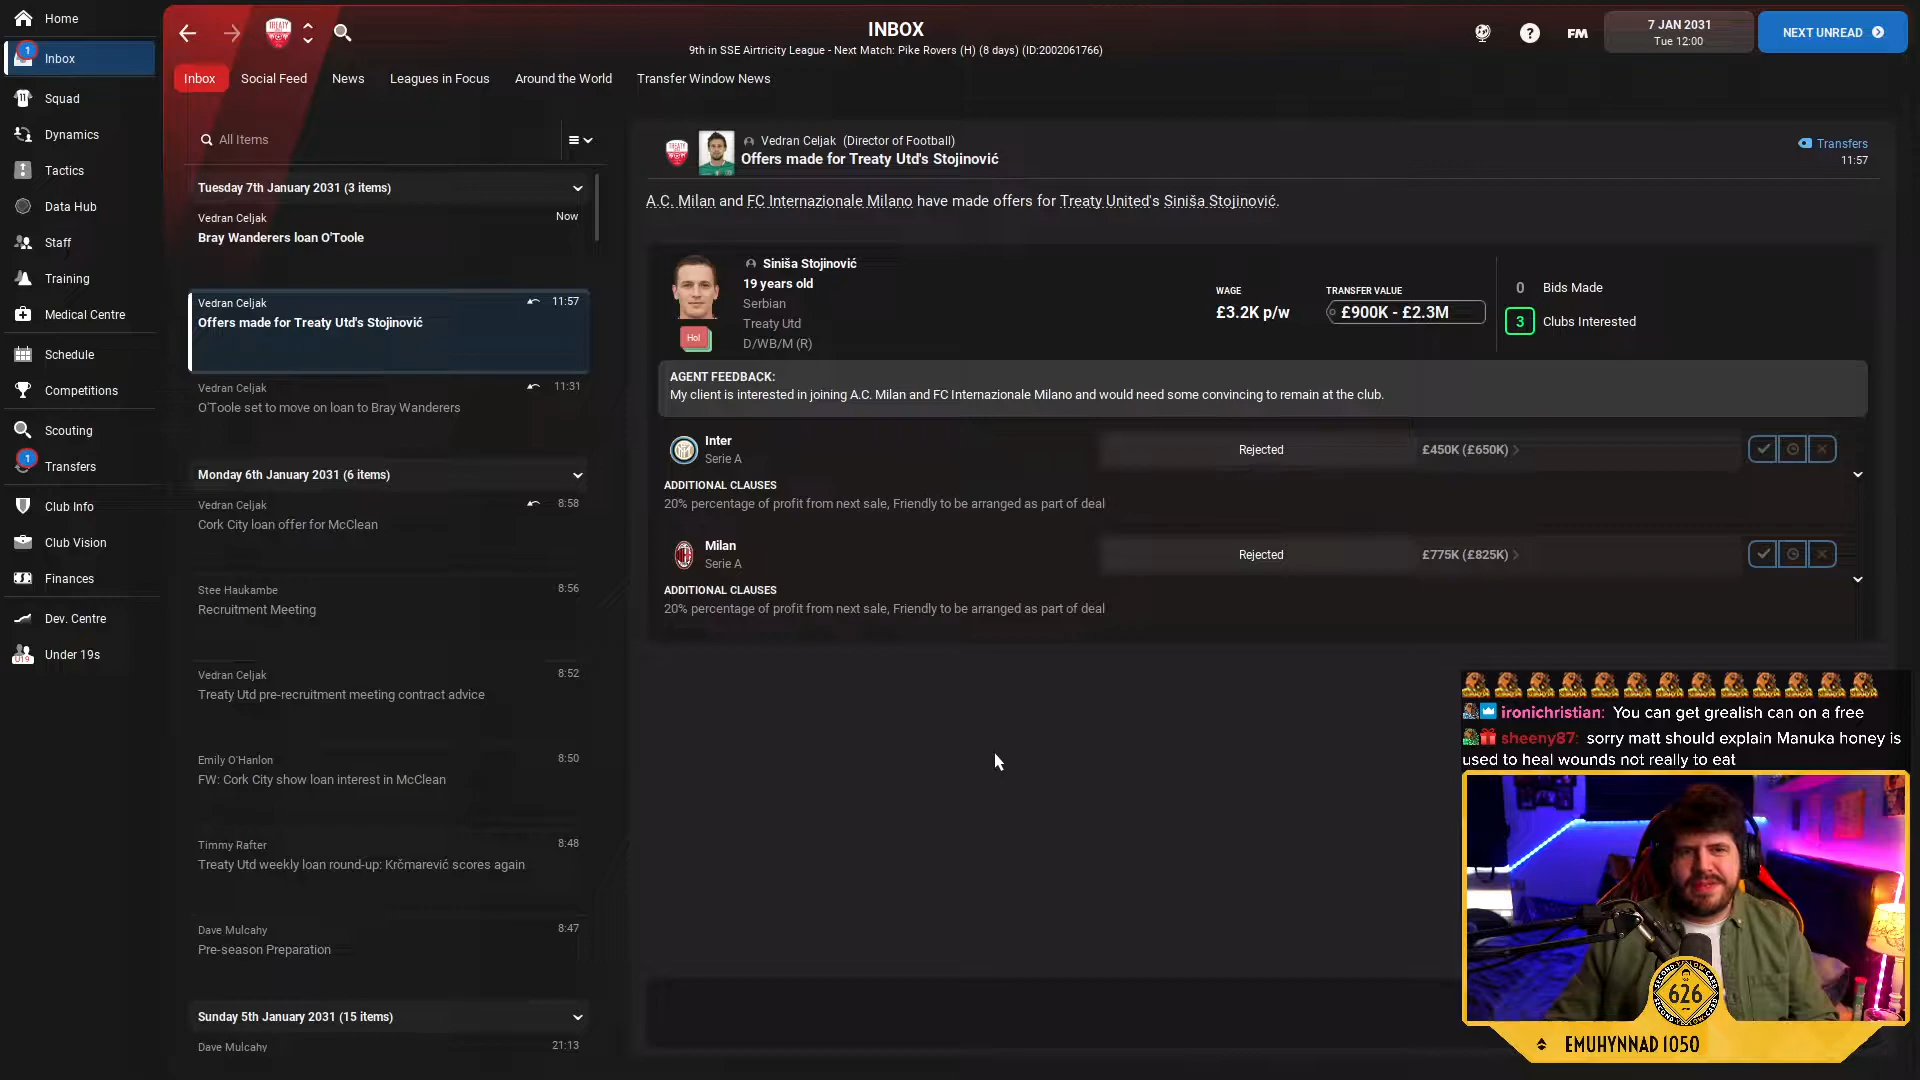 Home
1
Inbox
Squad
Dynamics
Tactics
Data Hub
Staff
Training
Medical Centre
Schedule
Competitions
Scouting
1
Transfers
Club Info
Club Vision
Finances
Dev. Centre
U19
Under 19s
TREATY
INBOX
9th in SSE Airtricity League - Next Match: Pike Rovers (H) (8 days) (ID:2002061766)
?
FM
7 JAN 2031
Tue 12:00
NEXT UNREAD
Inbox
Social Feed
News
Leagues in Focus
Around the World
Transfer Window News
All Items
Tuesday 7th January 2031 (3 items)
Vedran Celjak
Now
Bray Wanderers loan O'Toole
Vedran Celjak
11:57
Offers made for Treaty Utd's Stojinović
Vedran Celjak
11:31
O'Toole set to move on loan to Bray Wanderers
Monday 6th January 2031 (6 items)
Vedran Celjak
8:58
Cork City loan offer for McClean
Stee Haukambe
8:56
Recruitment Meeting
Vedran Celjak
8:52
Treaty Utd pre-recruitment meeting contract advice
Emily O'Hanlon
8:50
FW: Cork City show loan interest in McClean
Timmy Rafter
8:48
Treaty Utd weekly loan round-up: Krčmarević scores again
Dave Mulcahy
8:47
Pre-season Preparation
Sunday 5th January 2031 (15 items)
Dave Mulcahy
21:13
TREATY
Vedran Celjak (Director of Football)
Offers made for Treaty Utd's Stojinović
Transfers
11:57
A.C. Milan and FC Internazionale Milano have made offers for Treaty United's Siniša Stojinović.
Siniša Stojinović
19 years old
Serbian
Treaty Utd
D/WB/M (R)
Hol
WAGE
£3.2K p/w
TRANSFER VALUE
£900K - £2.3M
0 Bids Made
3 Clubs Interested
AGENT FEEDBACK:
My client is interested in joining A.C. Milan and FC Internazionale Milano and would need some convincing to remain at the club.
Inter
Serie A
Rejected
£450K (£650K)
ADDITIONAL CLAUSES
20% percentage of profit from next sale, Friendly to be arranged as part of deal
Milan
Serie A
Rejected
£775K (£825K)
ADDITIONAL CLAUSES
20% percentage of profit from next sale, Friendly to be arranged as part of deal
ironichristian: You can get grealish can on a free
sheeny87: sorry matt should explain Manuka honey is
used to heal wounds not really to eat
SECOND YELLOW CARD
626
EMUHYNNAD 1050